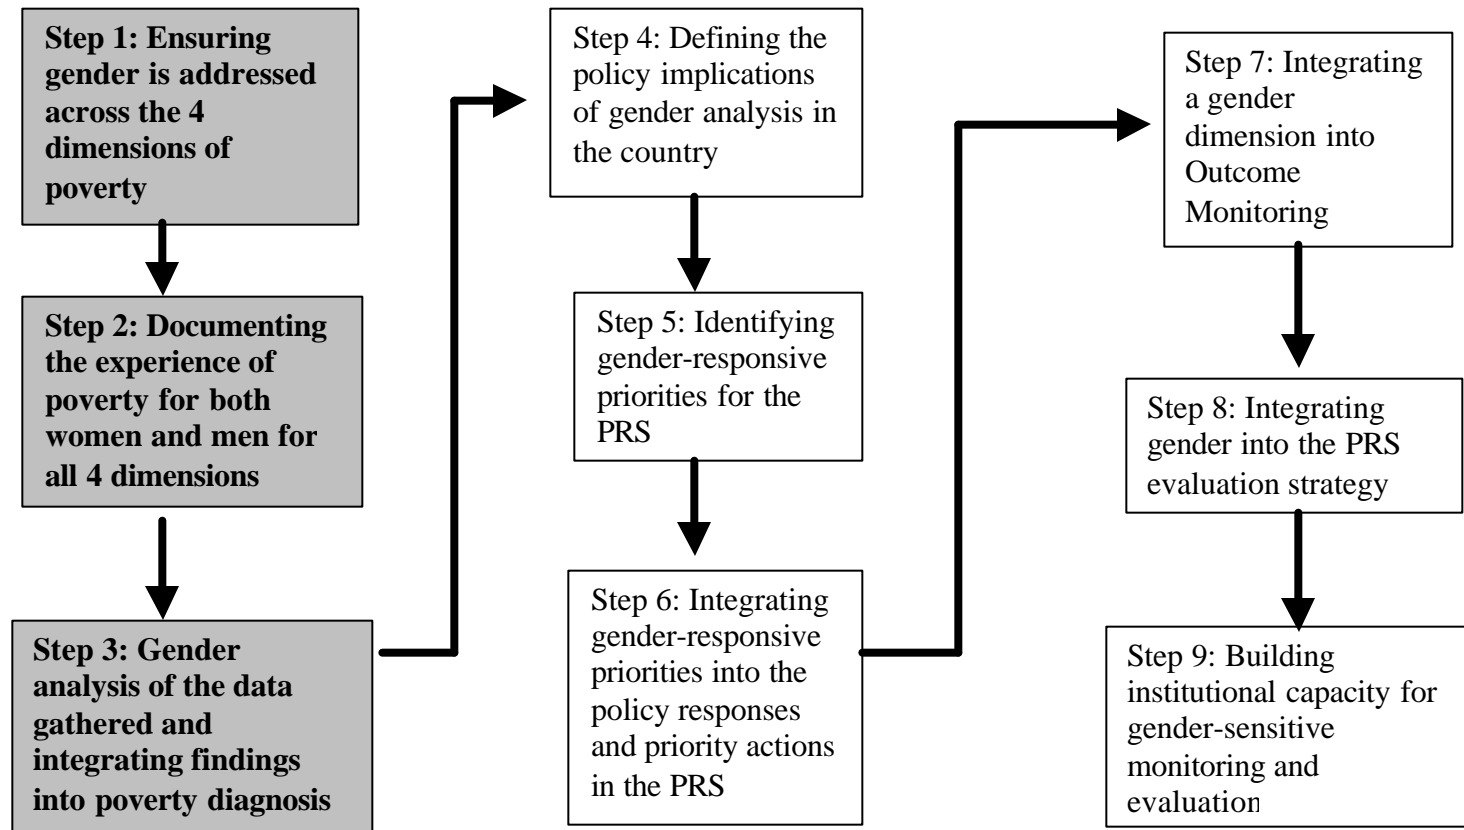 Step 1: Ensuring
gender is addressed
across the 4
dimensions of
poverty
Step 2: Documenting
the experience of
poverty for both
women and men for
all 4 dimensions
Step 3: Gender
analysis of the data
gathered and
integrating findings
into poverty diagnosis
Step 4: Defining the
policy implications
of gender analysis in
the country
Step 5: Identifying
gender-responsive
priorities for the
PRS
Step 6: Integrating
gender-responsive
priorities into the
policy responses
and priority actions
in the PRS
Step 7: Integrating
a gender
dimension into
Outcome
Monitoring
Step 8: Integrating
gender into the PRS
evaluation strategy
Step 9: Building
institutional capacity for
gender-sensitive
monitoring and
evaluation